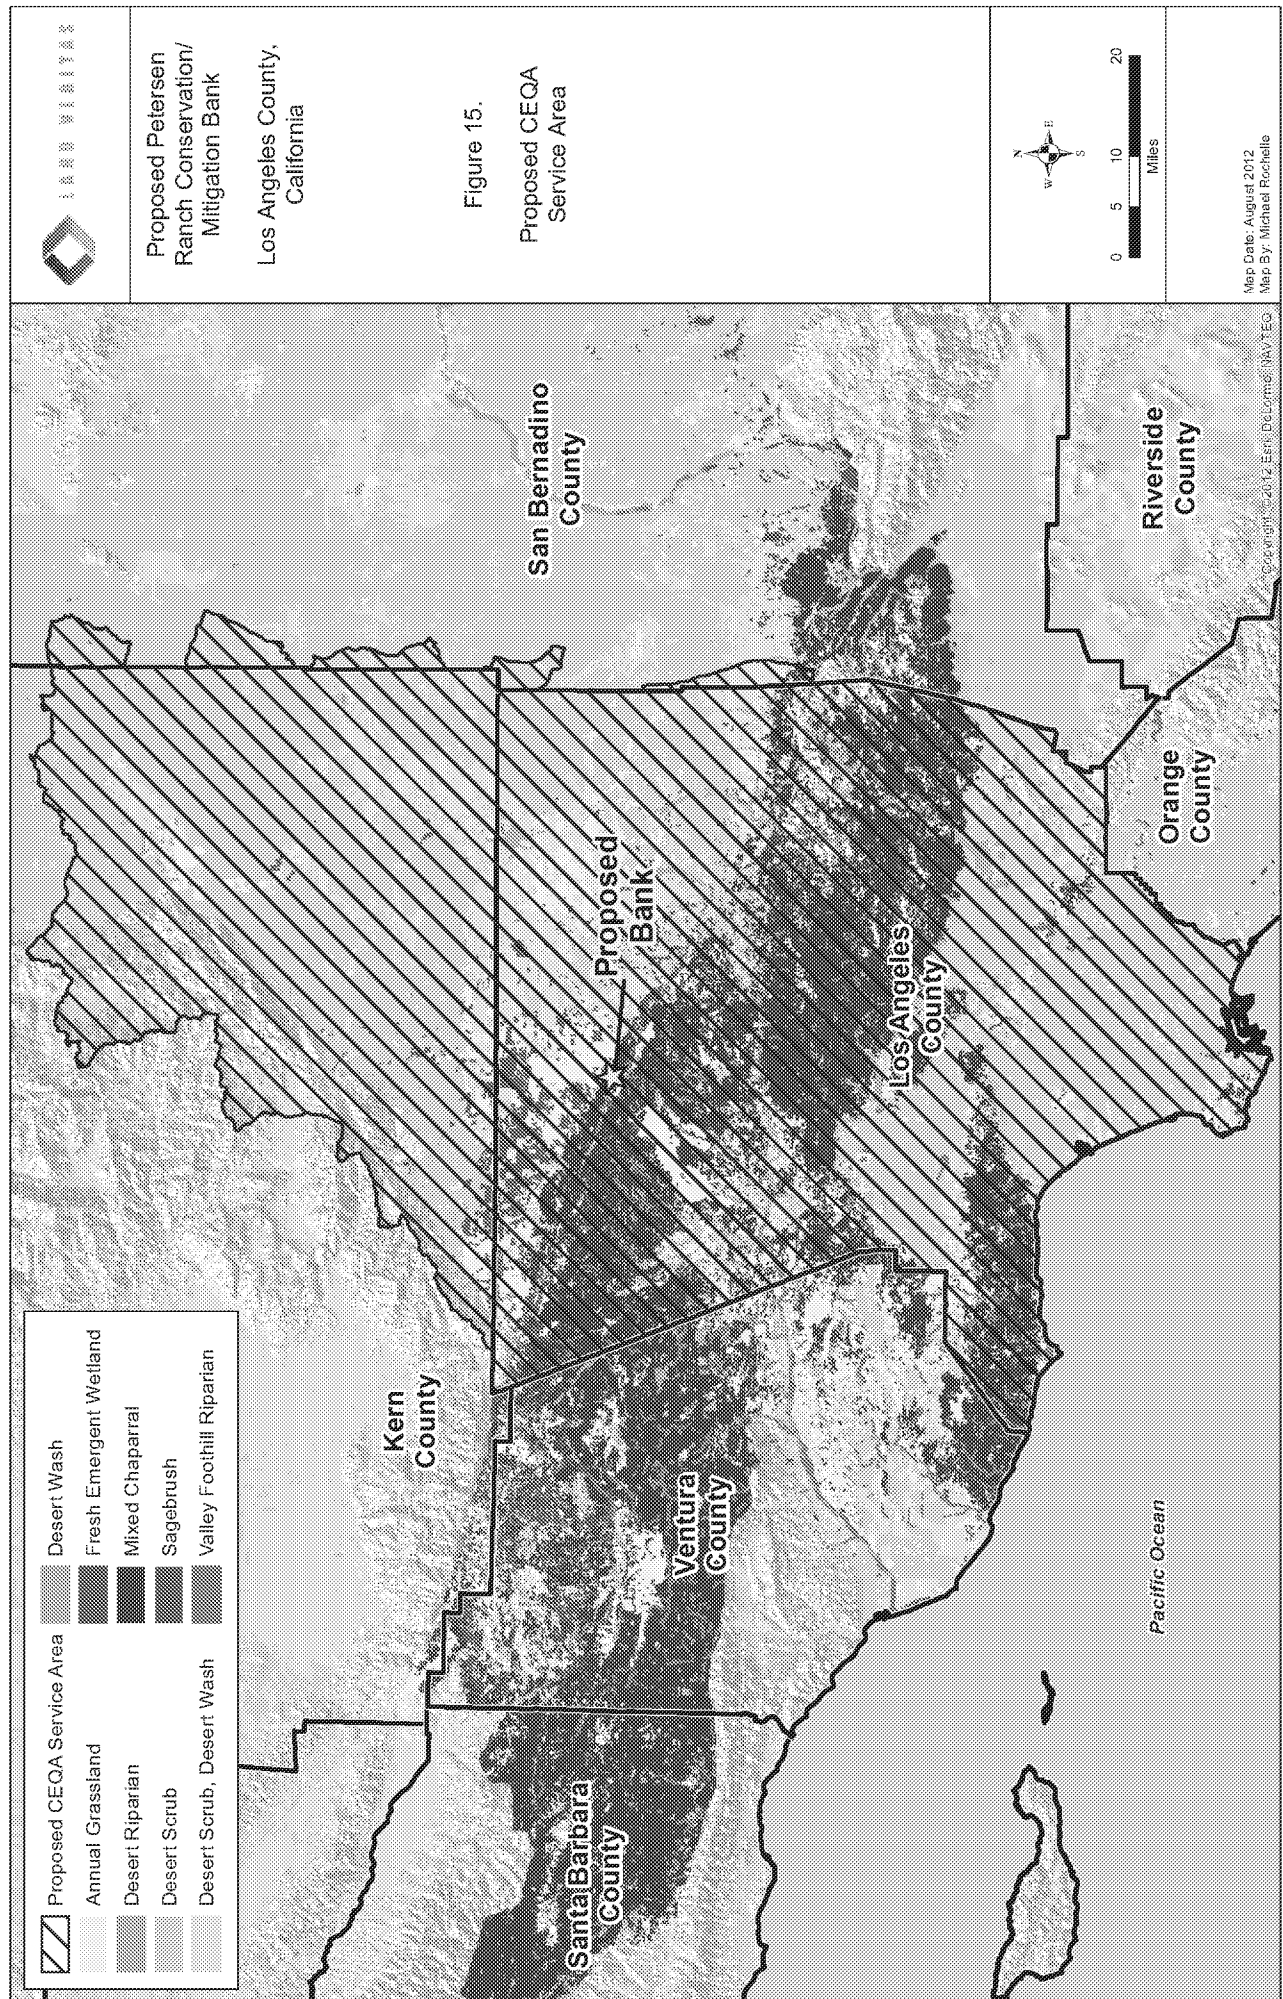 LAND VERITAS
Proposed Petersen
Ranch Conservation/
Mitigation Bank
Los Angeles County,
California
Figure 15.
Proposed CEQA
Service Area
N
W
E
S
0
5
10
20
Miles
Map Date: August 2012
Map By: Michael Rochelle
Proposed CEQA Service Area
Annual Grassland
Desert Riparian
Desert Scrub
Desert Scrub, Desert Wash
Desert Wash
Fresh Emergent Wetland
Mixed Chaparral
Sagebrush
Valley Foothill Riparian
Kern
County
San Bernadino
County
Proposed
Bank
Santa Barbara
County
Ventura
County
Los Angeles
County
Orange
County
Riverside
County
Pacific Ocean
Copyright: ©2012 Esri, DeLorme, NAVTEQ